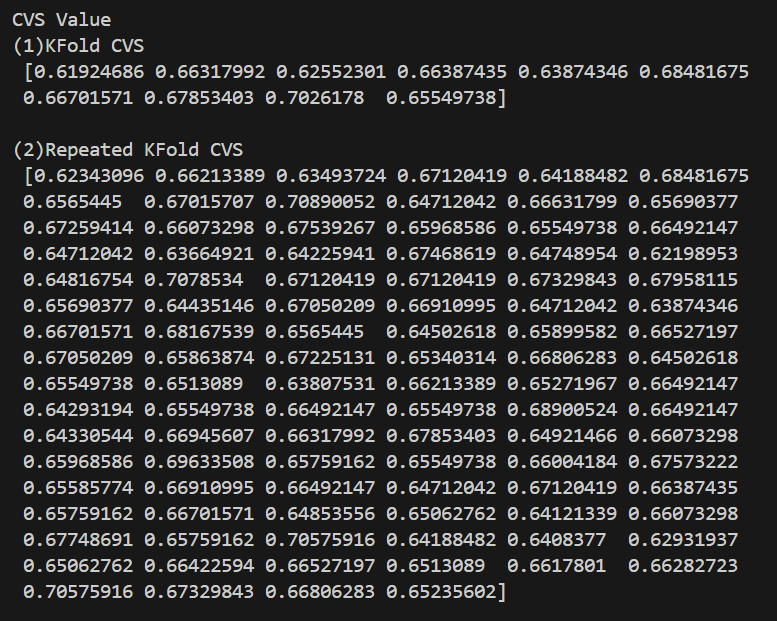 CVS Value
(1)KFold CVS
[0.61924686 0.66317992 0.62552301 0.66387435 0.63874346 0.68481675
0.66701571 0.67853403 0.7026178  0.65549738]
(2)Repeated KFold CVS
[0.62343096 0.66213389 0.63493724 0.67120419 0.64188482 0.68481675
0.6565445  0.67015707 0.70890052 0.64712042 0.66631799 0.65690377
0.67259414 0.66073298 0.67539267 0.65968586 0.65549738 0.66492147
0.64712042 0.63664921 0.64225941 0.67468619 0.64748954 0.62198953
0.64816754 0.7078534  0.67120419 0.67120419 0.67329843 0.67958115
0.65690377 0.64435146 0.67050209 0.66910995 0.64712042 0.63874346
0.66701571 0.68167539 0.6565445  0.64502618 0.65899582 0.66527197
0.67050209 0.65863874 0.67225131 0.65340314 0.66806283 0.64502618
0.65549738 0.6513089  0.63807531 0.66213389 0.65271967 0.66492147
0.64293194 0.65549738 0.66492147 0.65549738 0.68900524 0.66492147
0.64330544 0.66945607 0.66317992 0.67853403 0.64921466 0.66073298
0.65968586 0.69633508 0.65759162 0.65549738 0.66004184 0.67573222
0.65585774 0.66910995 0.66492147 0.64712042 0.67120419 0.66387435
0.65759162 0.66701571 0.64853556 0.65062762 0.64121339 0.66073298
0.67748691 0.65759162 0.70575916 0.64188482 0.6408377  0.62931937
0.65062762 0.66422594 0.66527197 0.6513089  0.6617801  0.66282723
0.70575916 0.67329843 0.66806283 0.65235602]